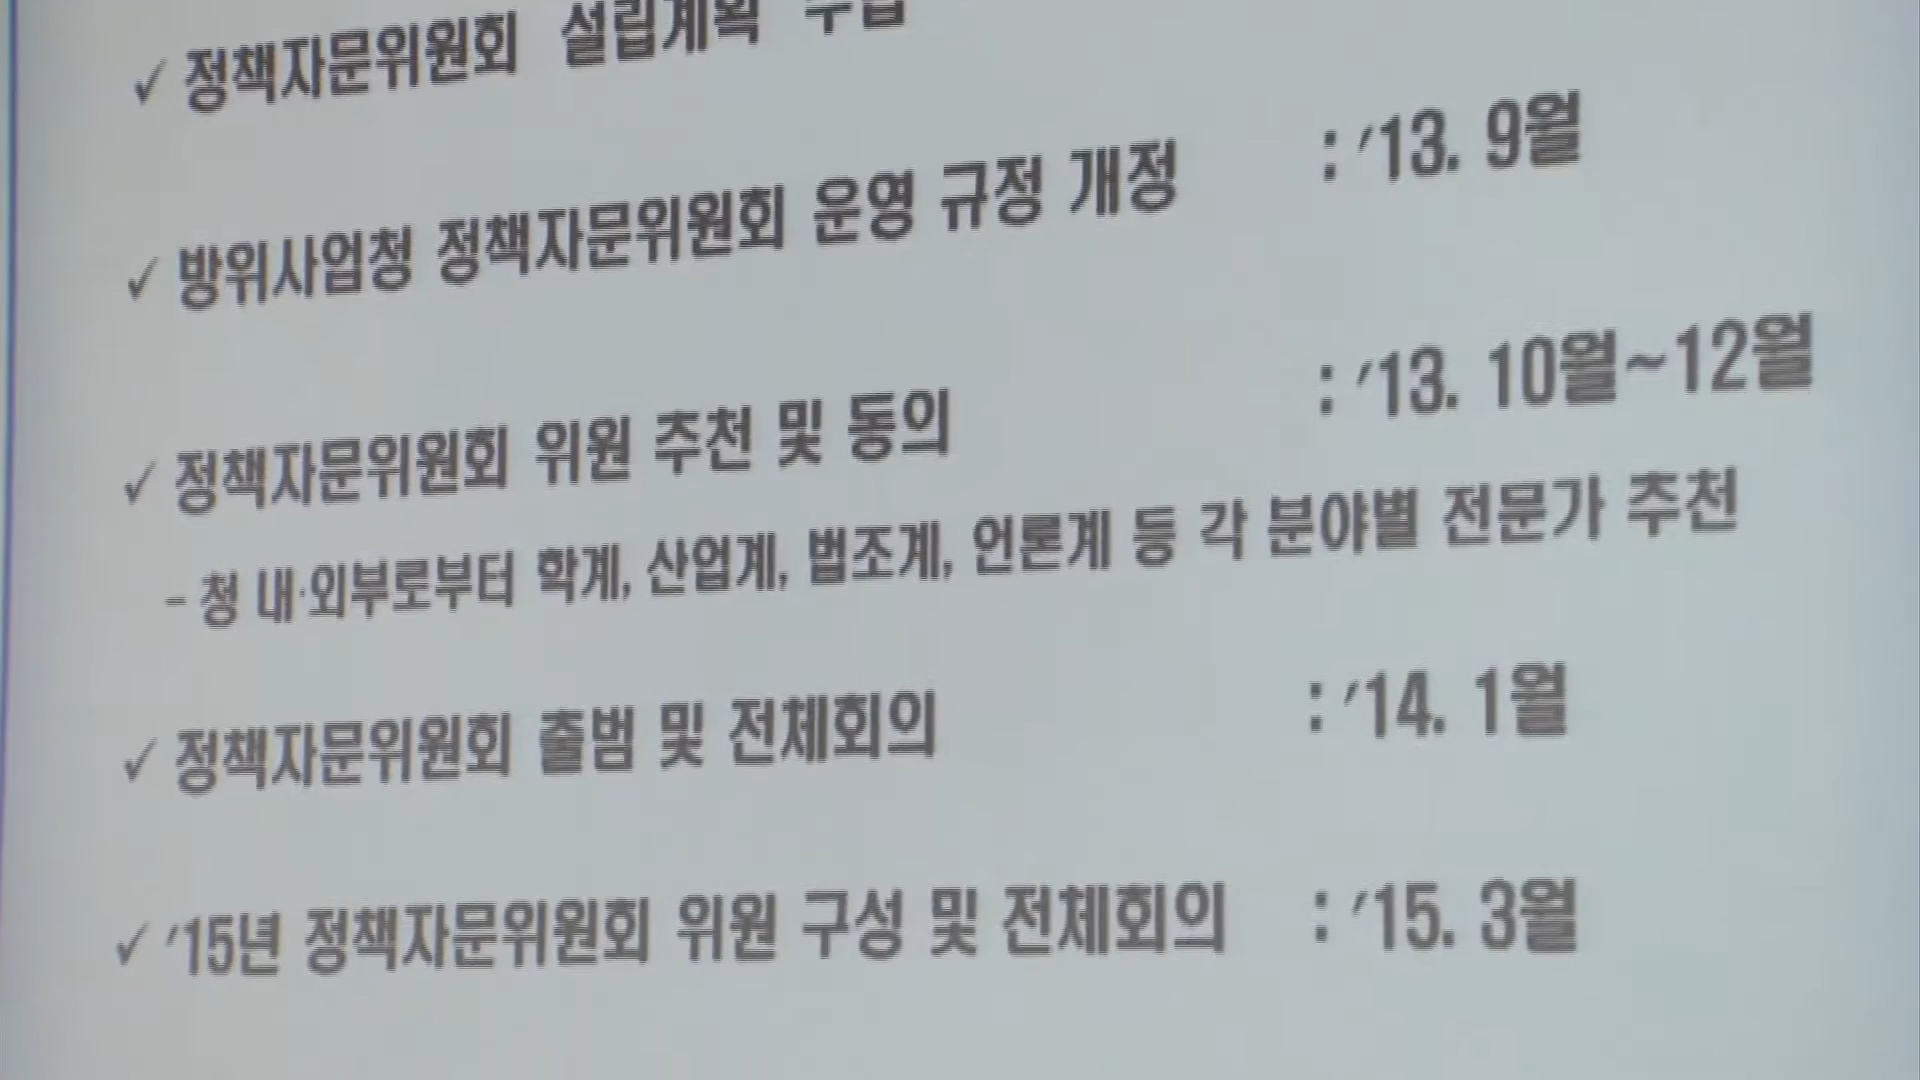 ✓ 정책자문위원회 설립계획 수립
✓ 방위사업청 정책자문위원회 운영 규정 개정 : '13. 9월
✓ 정책자문위원회 위원 추천 및 동의 : '13. 10월~12월
- 청 내·외부로부터 학계, 산업계, 법조계, 언론계 등 각 분야별 전문가 추천
✓ 정책자문위원회 출범 및 전체회의 : '14. 1월
✓ '15년 정책자문위원회 위원 구성 및 전체회의 : '15. 3월